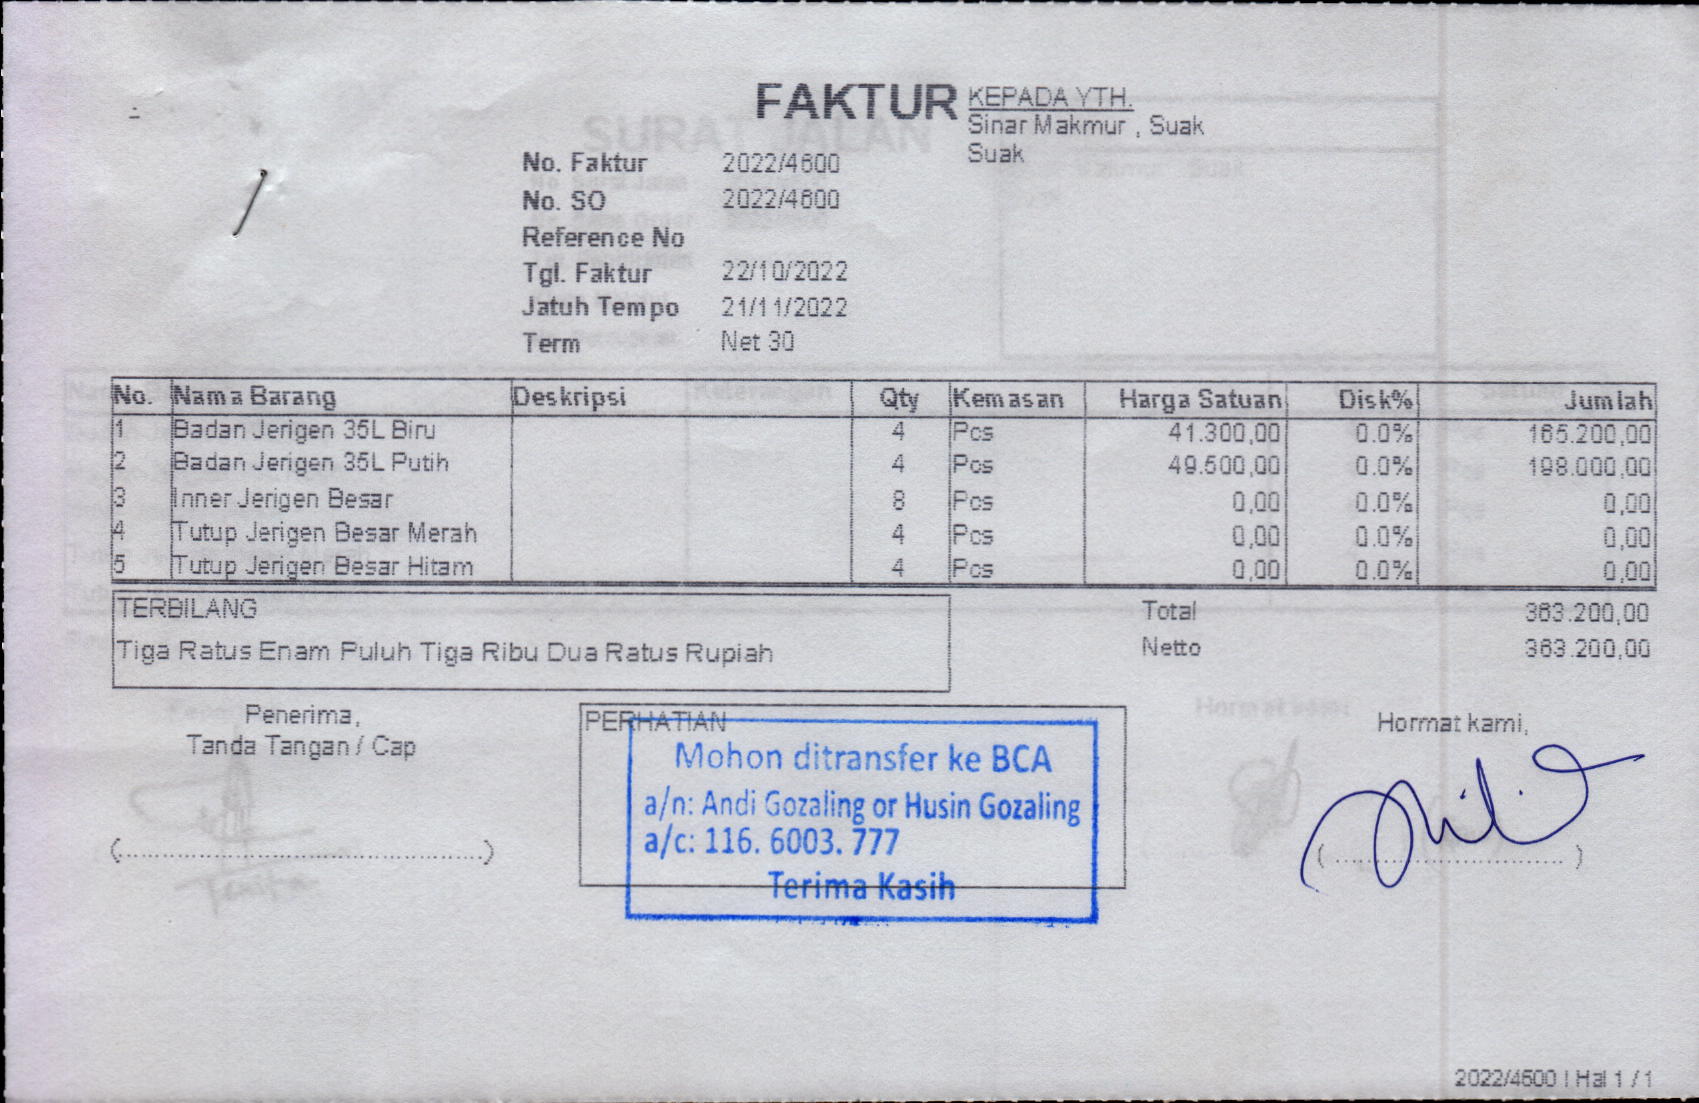 FAKTUR
KEPADA YTH.
Sinar Makmur , Suak
Suak
No. Faktur 2022/4600
No. SO 2022/4600
Reference No
Tgl. Faktur 22/10/2022
Jatuh Tempo 21/11/2022
Term Net 30
No. Nama Barang Deskripsi Qty Kemasan Harga Satuan Disk% Jumlah
1 Badan Jerigen 35L Biru 4 Pcs 41.300,00 0.0% 165.200,00
2 Badan Jerigen 35L Putih 4 Pcs 49.500,00 0.0% 198.000,00
3 Inner Jerigen Besar 8 Pcs 0,00 0.0% 0,00
4 Tutup Jerigen Besar Merah 4 Pcs 0,00 0.0% 0,00
5 Tutup Jerigen Besar Hitam 4 Pcs 0,00 0.0% 0,00
TERBILANG
Tiga Ratus Enam Puluh Tiga Ribu Dua Ratus Rupiah
Total 363.200,00
Netto 363.200,00
Penerima,
Tanda Tangan / Cap
PERHATIAN
Mohon ditransfer ke BCA
a/n: Andi Gozaling or Husin Gozaling
a/c: 116. 6003. 777
Terima Kasih
Hormat kami,
2022/4600 | Hal 1 / 1